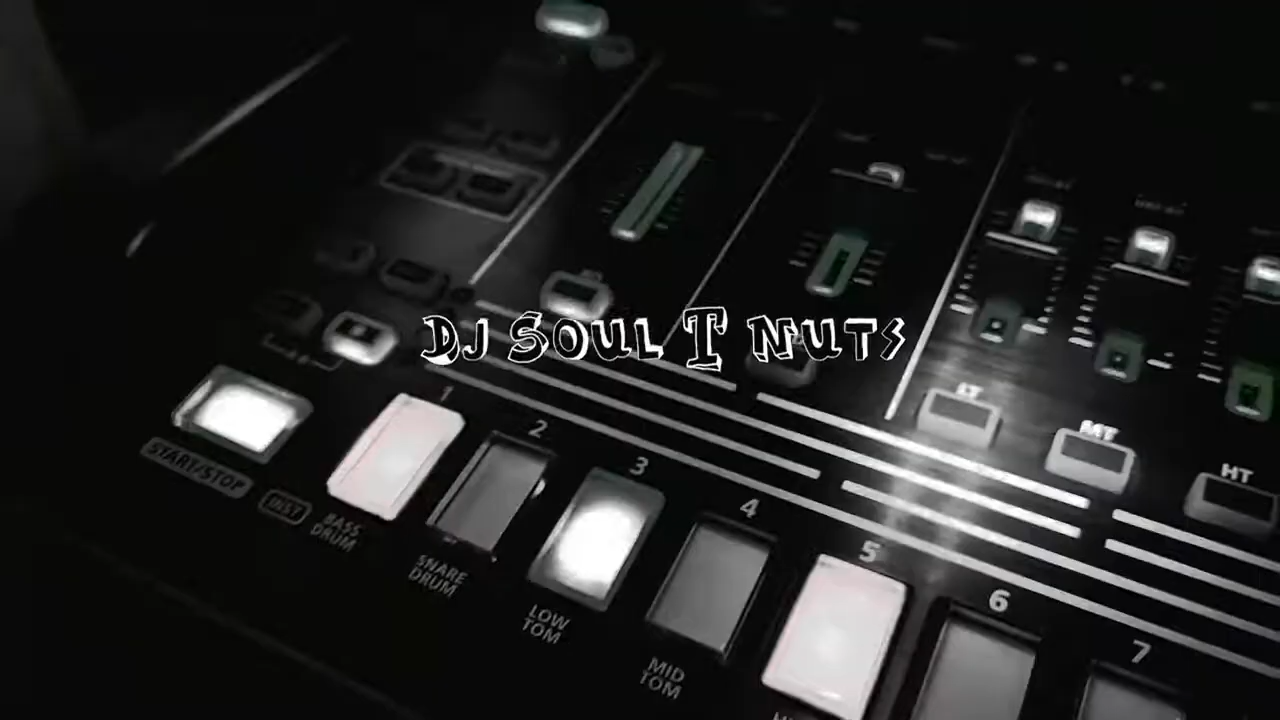 DJ Soul T Nuts
LT
MT
HT
1
2
3
4
5
6
7
START/STOP
INST
BASS
DRUM
SNARE
DRUM
LOW
TOM
MID
TOM